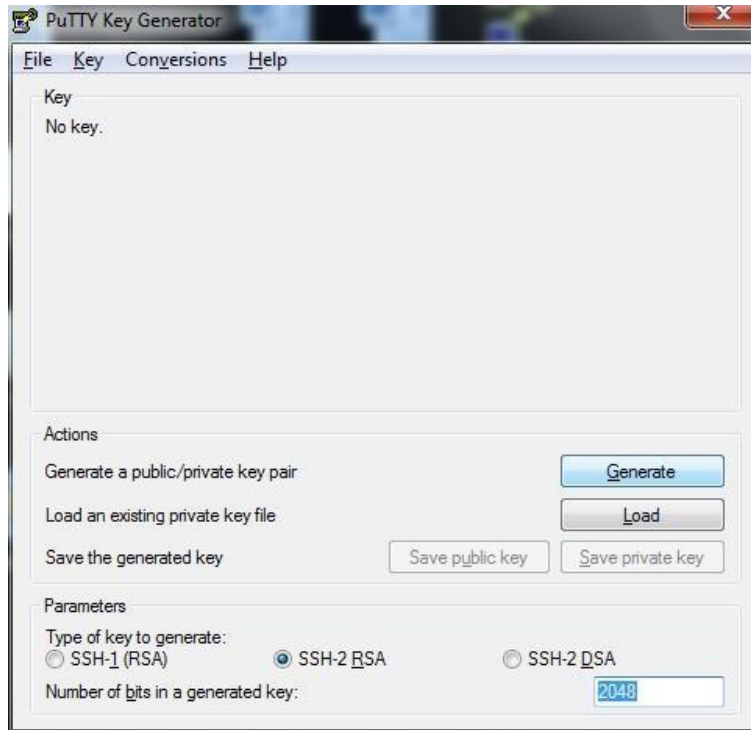 PuTTY Key Generator
File Key Conversions Help
Key
No key.
Actions
Generate a public/private key pair Generate
Load an existing private key file Load
Save the generated key Save public key Save private key
Parameters
Type of key to generate:
SSH-1 (RSA) SSH-2 RSA SSH-2 DSA
Number of bits in a generated key: 2048